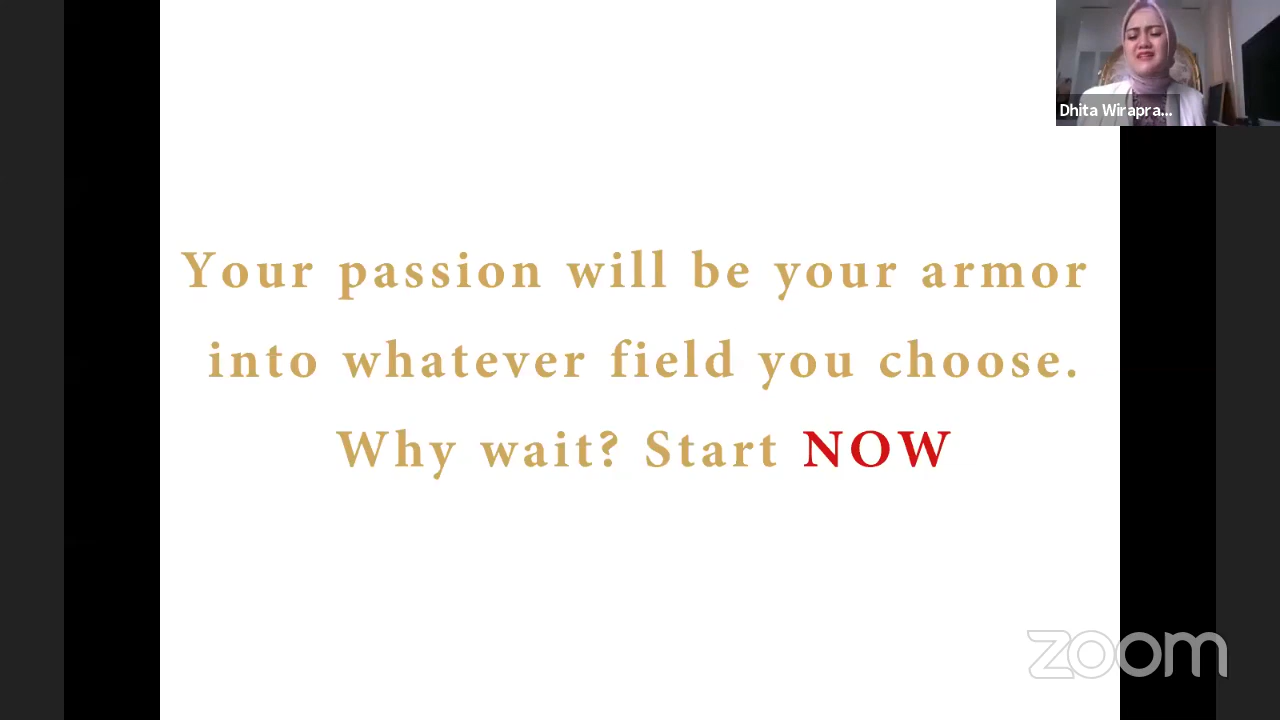 Dhita Wirapra...
Your passion will be your armor
into whatever field you choose.
Why wait? Start NOW
zoom